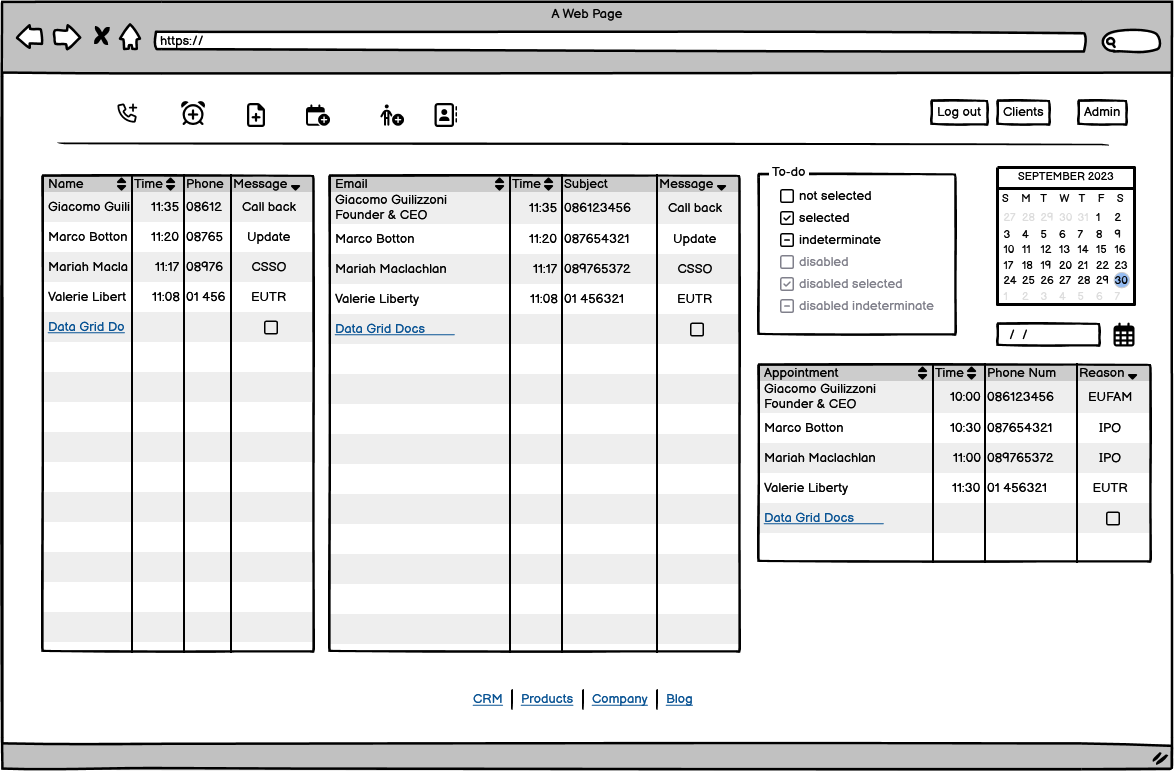 A Web Page
https://
Log out Clients Admin
Name Time Phone Message
Giacomo Guili 11:35 08612 Call back
Marco Botton 11:20 08765 Update
Mariah Macla 11:17 08976 CSSO
Valerie Libert 11:08 01 456 EUTR
Data Grid Do
Email Time Subject Message
Giacomo Guilizzoni
Founder & CEO 11:35 086123456 Call back
Marco Botton 11:20 087654321 Update
Mariah Maclachlan 11:17 089765372 CSSO
Valerie Liberty 11:08 01 456321 EUTR
Data Grid Docs
To-do
not selected
selected
indeterminate
disabled
disabled selected
disabled indeterminate
SEPTEMBER 2023
S M T W T F S
27 28 29 30 31 1 2
3 4 5 6 7 8 9
10 11 12 13 14 15 16
17 18 19 20 21 22 23
24 25 26 27 28 29 30
1 2 3 4 5 6 7
/ /
Appointment Time Phone Num Reason
Giacomo Guilizzoni
Founder & CEO 10:00 086123456 EUFAM
Marco Botton 10:30 087654321 IPO
Mariah Maclachlan 11:00 089765372 IPO
Valerie Liberty 11:30 01 456321 EUTR
Data Grid Docs
CRM | Products | Company | Blog